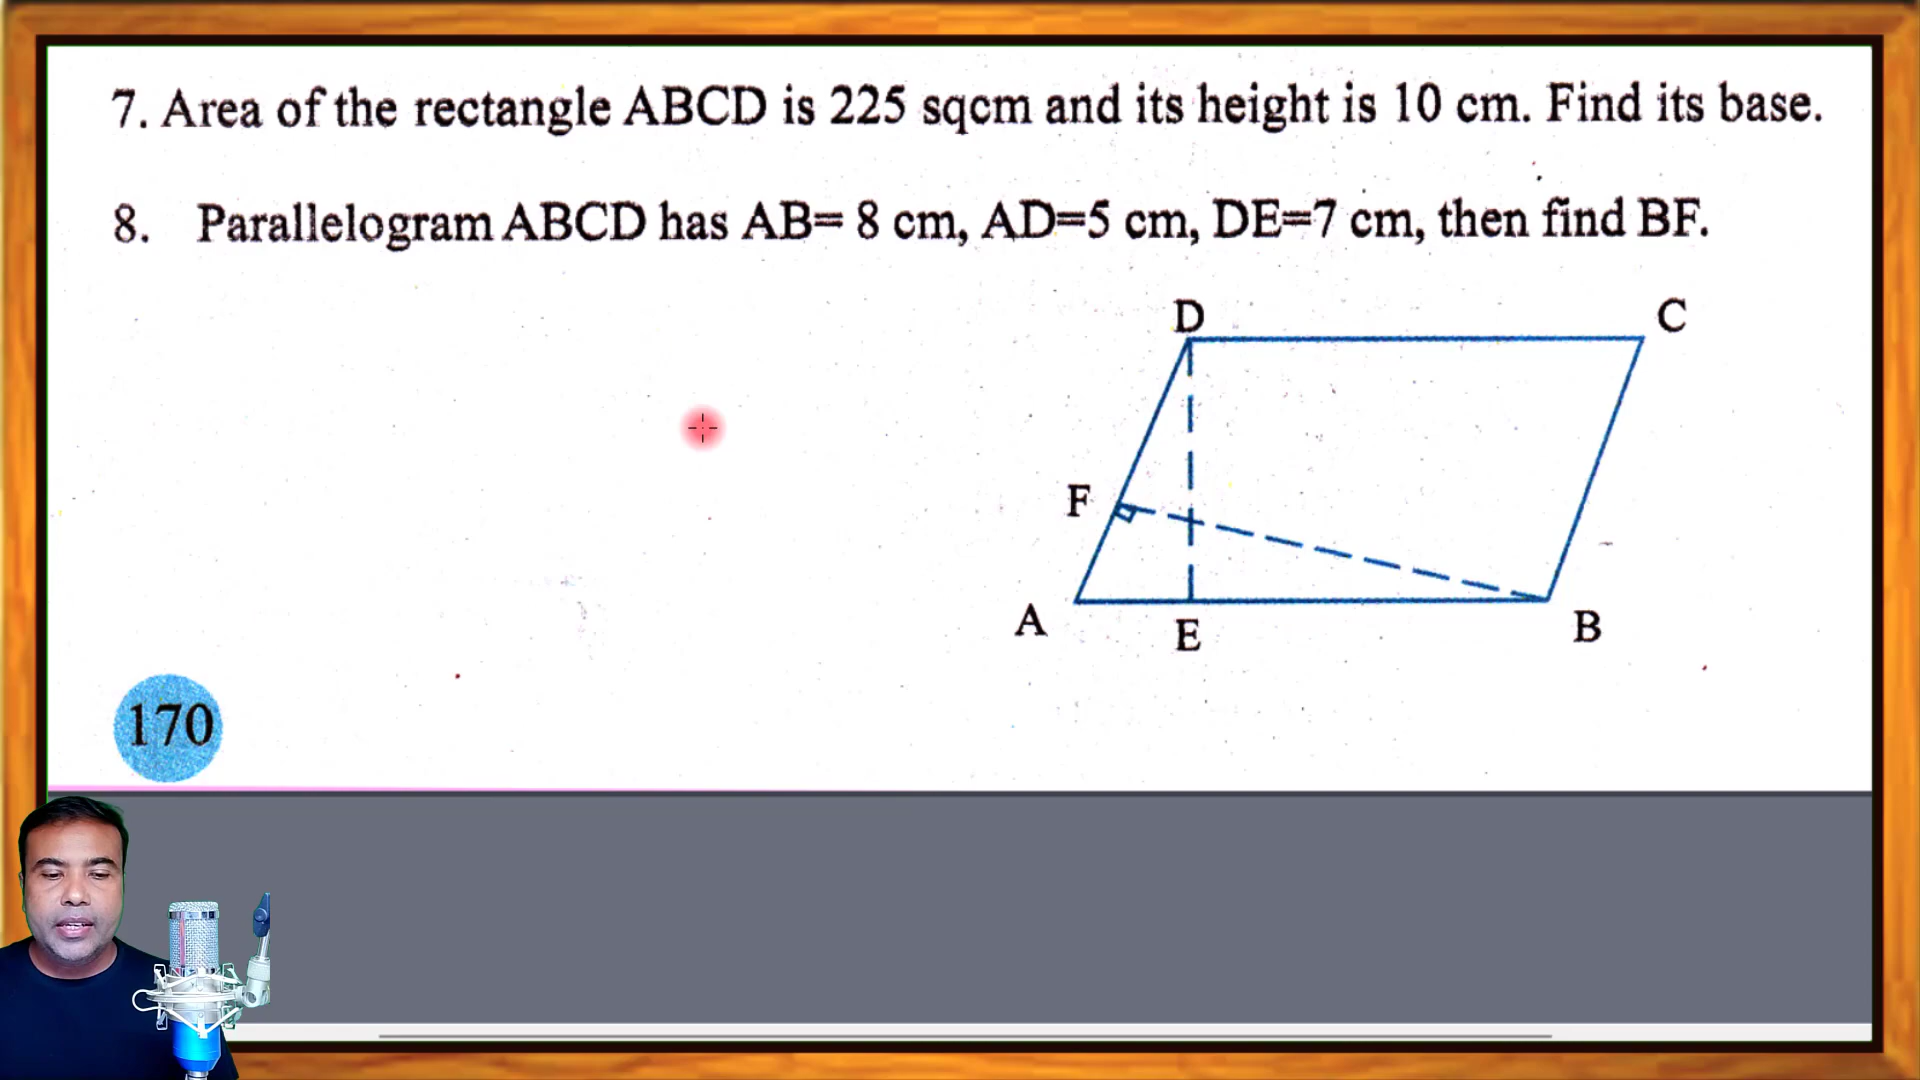 7. Area of the rectangle ABCD is 225 sqcm and its height is 10 cm. Find its base.
8. Parallelogram ABCD has AB= 8 cm, AD=5 cm, DE=7 cm, then find BF.
D
C
F
A
E
B
170